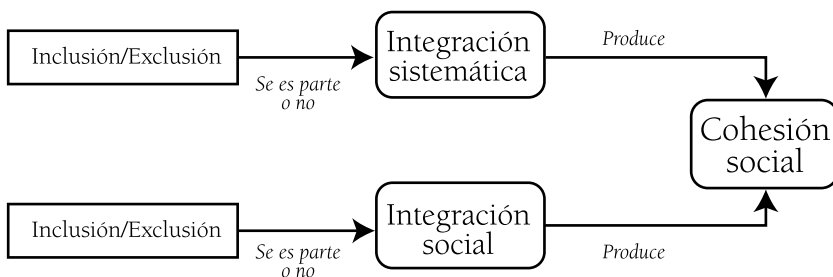 Inclusión/Exclusión
Se es parte
o no
Integración
sistemática
Produce
Cohesión
social
Inclusión/Exclusión
Se es parte
o no
Integración
social
Produce